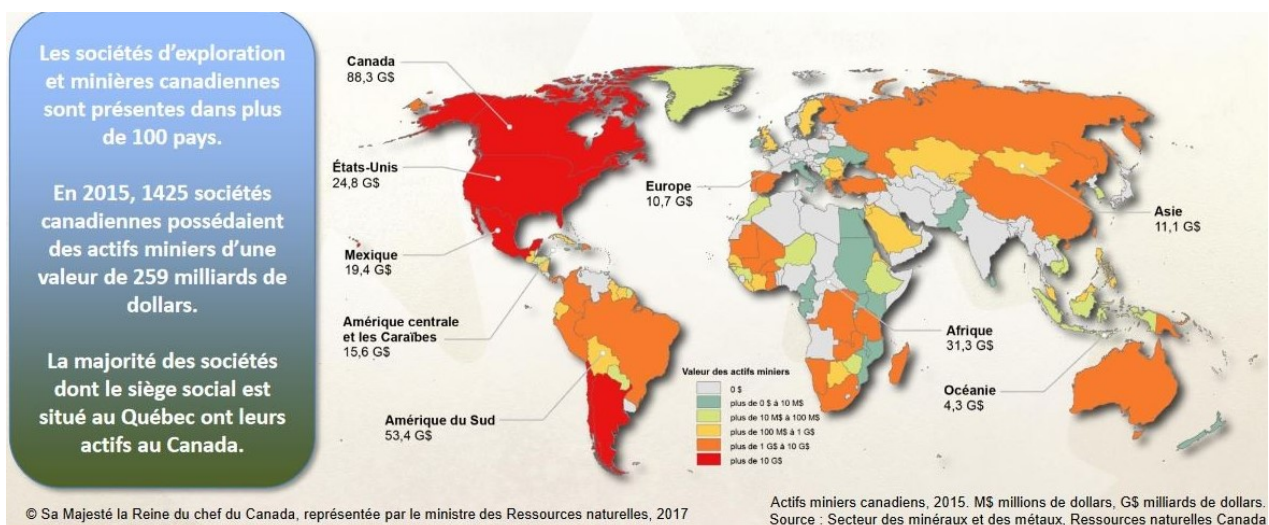 Les sociétés d'exploration
et minières canadiennes
sont présentes dans plus
de 100 pays.
En 2015, 1425 sociétés
canadiennes possédaient
des actifs miniers d'une
valeur de 259 milliards de
dollars.
La majorité des sociétés
dont le siège social est
situé au Québec ont leurs
actifs au Canada.
Canada
88,3 G$
États-Unis
24,8 G$
Mexique
19,4 G$
Amérique centrale
et les Caraïbes
15,6 G$
Amérique du Sud
53,4 G$
Europe
10,7 G$
Asie
11,1 G$
Afrique
31,3 G$
Océanie
4,3 G$
Valeur des actifs miniers
0 $
plus de 0 $ à 10 M$
plus de 10 M$ à 100 M$
plus de 100 M$ à 1 G$
plus de 1 G$ à 10 G$
plus de 10 G$
© Sa Majesté la Reine du chef du Canada, représentée par le ministre des Ressources naturelles, 2017
Actifs miniers canadiens, 2015. M$ millions de dollars, G$ milliards de dollars.
Source : Secteur des minéraux et des métaux, Ressources naturelles Canada